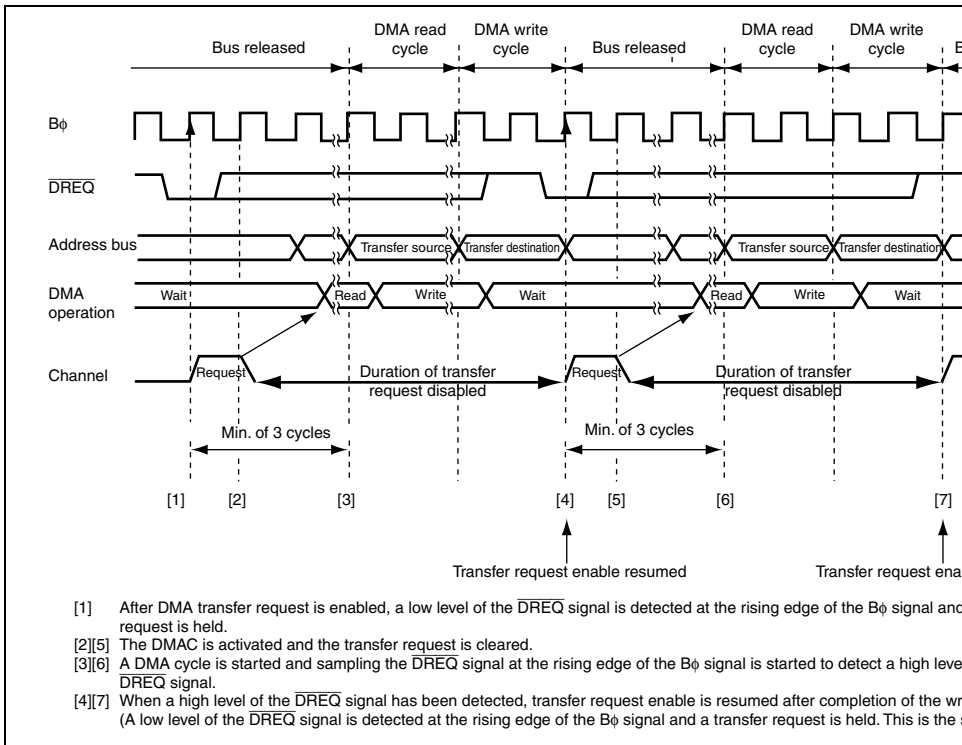 Bus released
DMA read cycle
DMA write cycle
Bus released
DMA read cycle
DMA write cycle
B
Bϕ
DREQ
Address bus
Transfer source
Transfer destination
Transfer source
Transfer destination
DMA operation
Wait
Read
Write
Wait
Read
Write
Wait
Channel
Request
Duration of transfer request disabled
Request
Duration of transfer request disabled
Min. of 3 cycles
Min. of 3 cycles
[1] [2] [3] [4] [5] [6] [7]
Transfer request enable resumed
Transfer request ena
[1] After DMA transfer request is enabled, a low level of the DREQ signal is detected at the rising edge of the Bϕ signal and
request is held.
[2][5] The DMAC is activated and the transfer request is cleared.
[3][6] A DMA cycle is started and sampling the DREQ signal at the rising edge of the Bϕ signal is started to detect a high leve
DREQ signal.
[4][7] When a high level of the DREQ signal has been detected, transfer request enable is resumed after completion of the wr
(A low level of the DREQ signal is detected at the rising edge of the Bϕ signal and a transfer request is held. This is the s